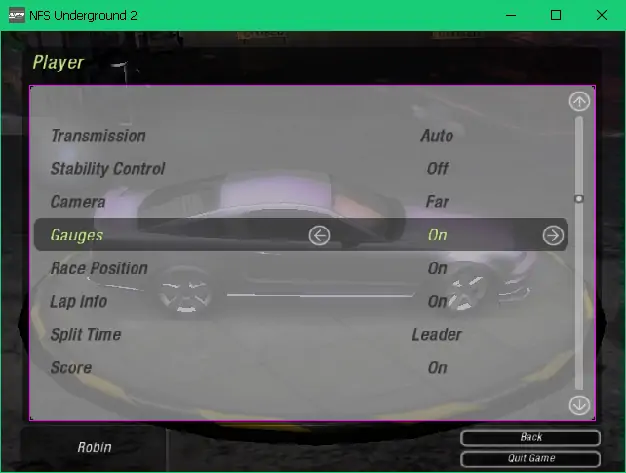 NFS Underground 2
Player
Transmission Auto
Stability Control Off
Camera Far
Gauges On
Race Position On
Lap Info On
Split Time Leader
Score On
Robin
Back
Quit Game